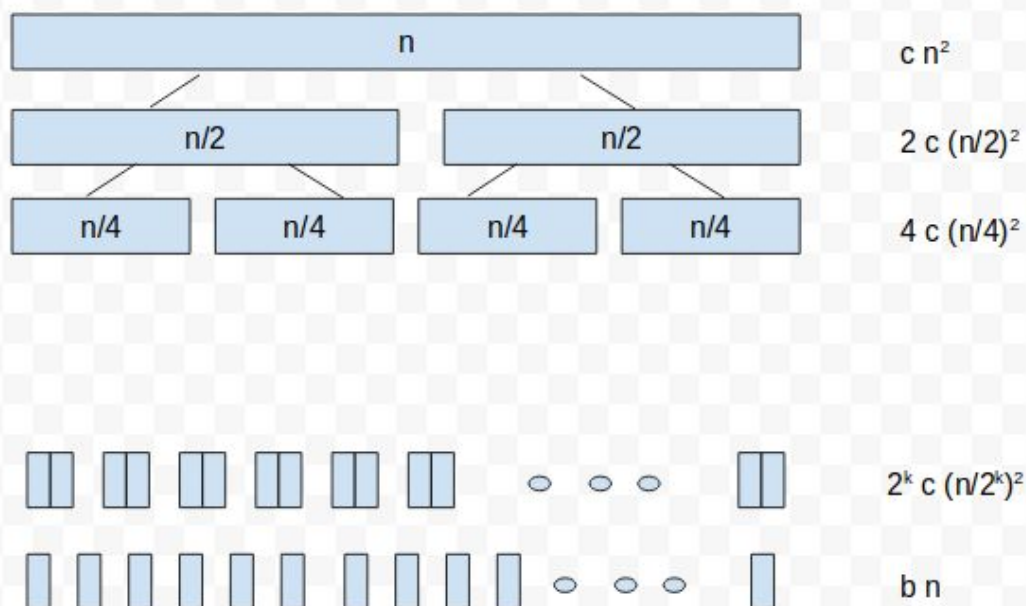 n c n²
n/2 n/2 2 c (n/2)²
n/4 n/4 n/4 n/4 4 c (n/4)²
2ᵏ c (n/2ᵏ)²
b n